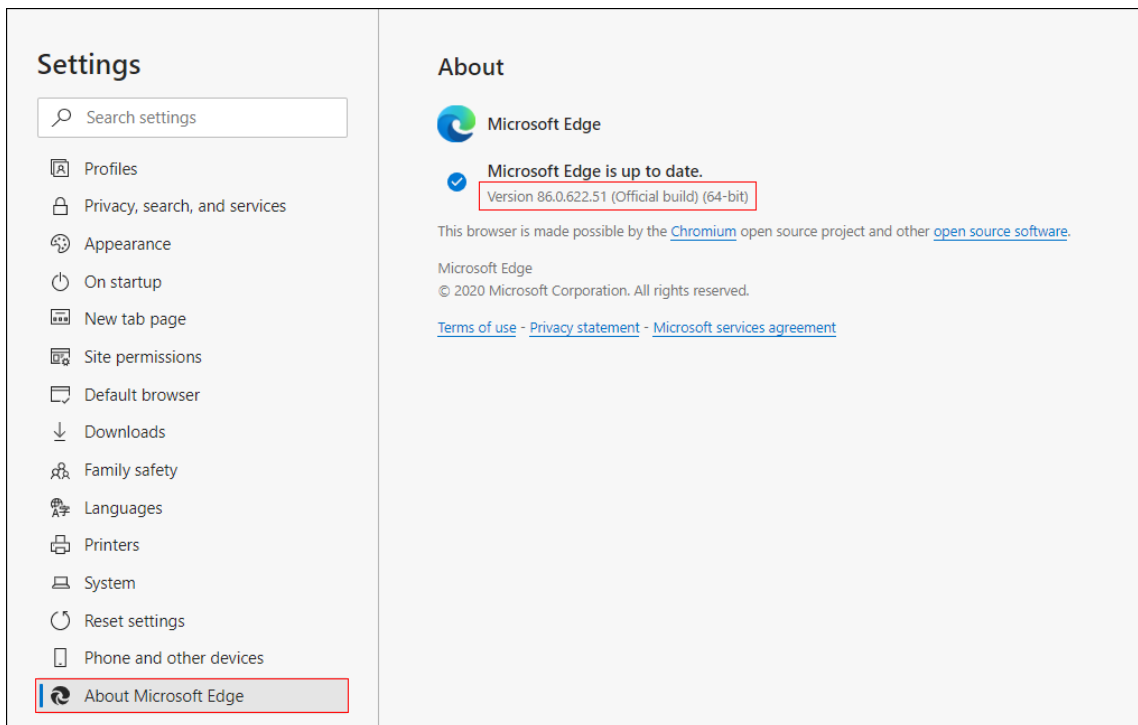 Settings
Search settings
Profiles
Privacy, search, and services
Appearance
On startup
New tab page
Site permissions
Default browser
Downloads
Family safety
Languages
Printers
System
Reset settings
Phone and other devices
About Microsoft Edge
About
Microsoft Edge
Microsoft Edge is up to date.
Version 86.0.622.51 (Official build) (64-bit)
This browser is made possible by the Chromium open source project and other open source software.
Microsoft Edge
© 2020 Microsoft Corporation. All rights reserved.
Terms of use - Privacy statement - Microsoft services agreement